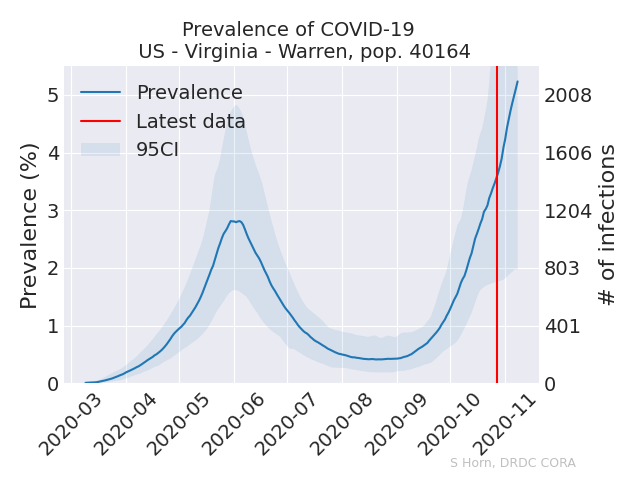 Prevalence of COVID-19
US - Virginia - Warren, pop. 40164
Prevalence
Latest data
95CI
Prevalence (%)
5
4
3
2
1
0
2008
1606
1204
803
401
0
# of infections
2020-03
2020-04
2020-05
2020-06
2020-07
2020-08
2020-09
2020-10
2020-11
S Horn, DRDC CORA